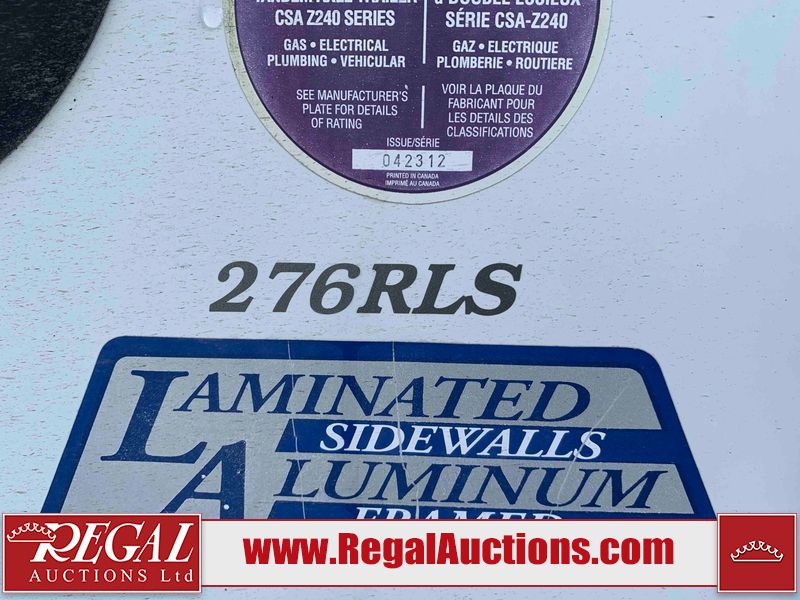 CSA Z240 SERIES
GAS • ELECTRICAL
PLUMBING • VEHICULAR
SEE MANUFACTURER'S
PLATE FOR DETAILS
OF RATING
SÉRIE CSA-Z240
GAZ • ELECTRIQUE
PLOMBERIE • ROUTIERE
VOIR LA PLAQUE DU
FABRICANT POUR
LES DETAILS DES
CLASSIFICATIONS
ISSUE/SÉRIE
042312
PRINTED IN CANADA
IMPRIMÉ AU CANADA
276RLS
LAMINATED
SIDEWALLS
ALUMINUM
FRAMED
REGAL
AUCTIONS Ltd
www.RegalAuctions.com